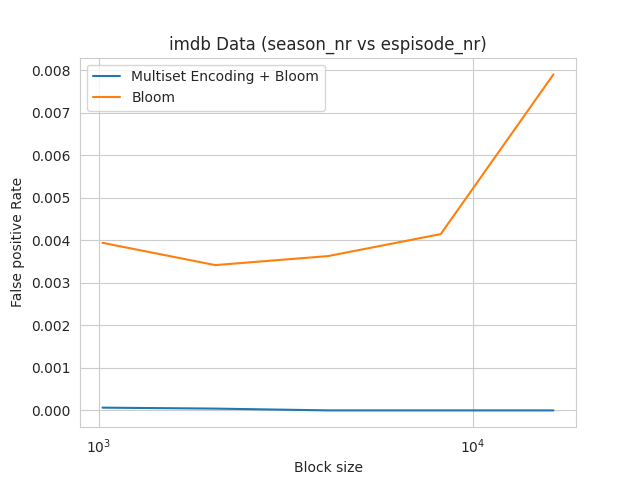 imdb Data (season_nr vs espisode_nr)
Multiset Encoding + Bloom
Bloom
False positive Rate
0.008
0.007
0.006
0.005
0.004
0.003
0.002
0.001
0.000
10³
10⁴
Block size